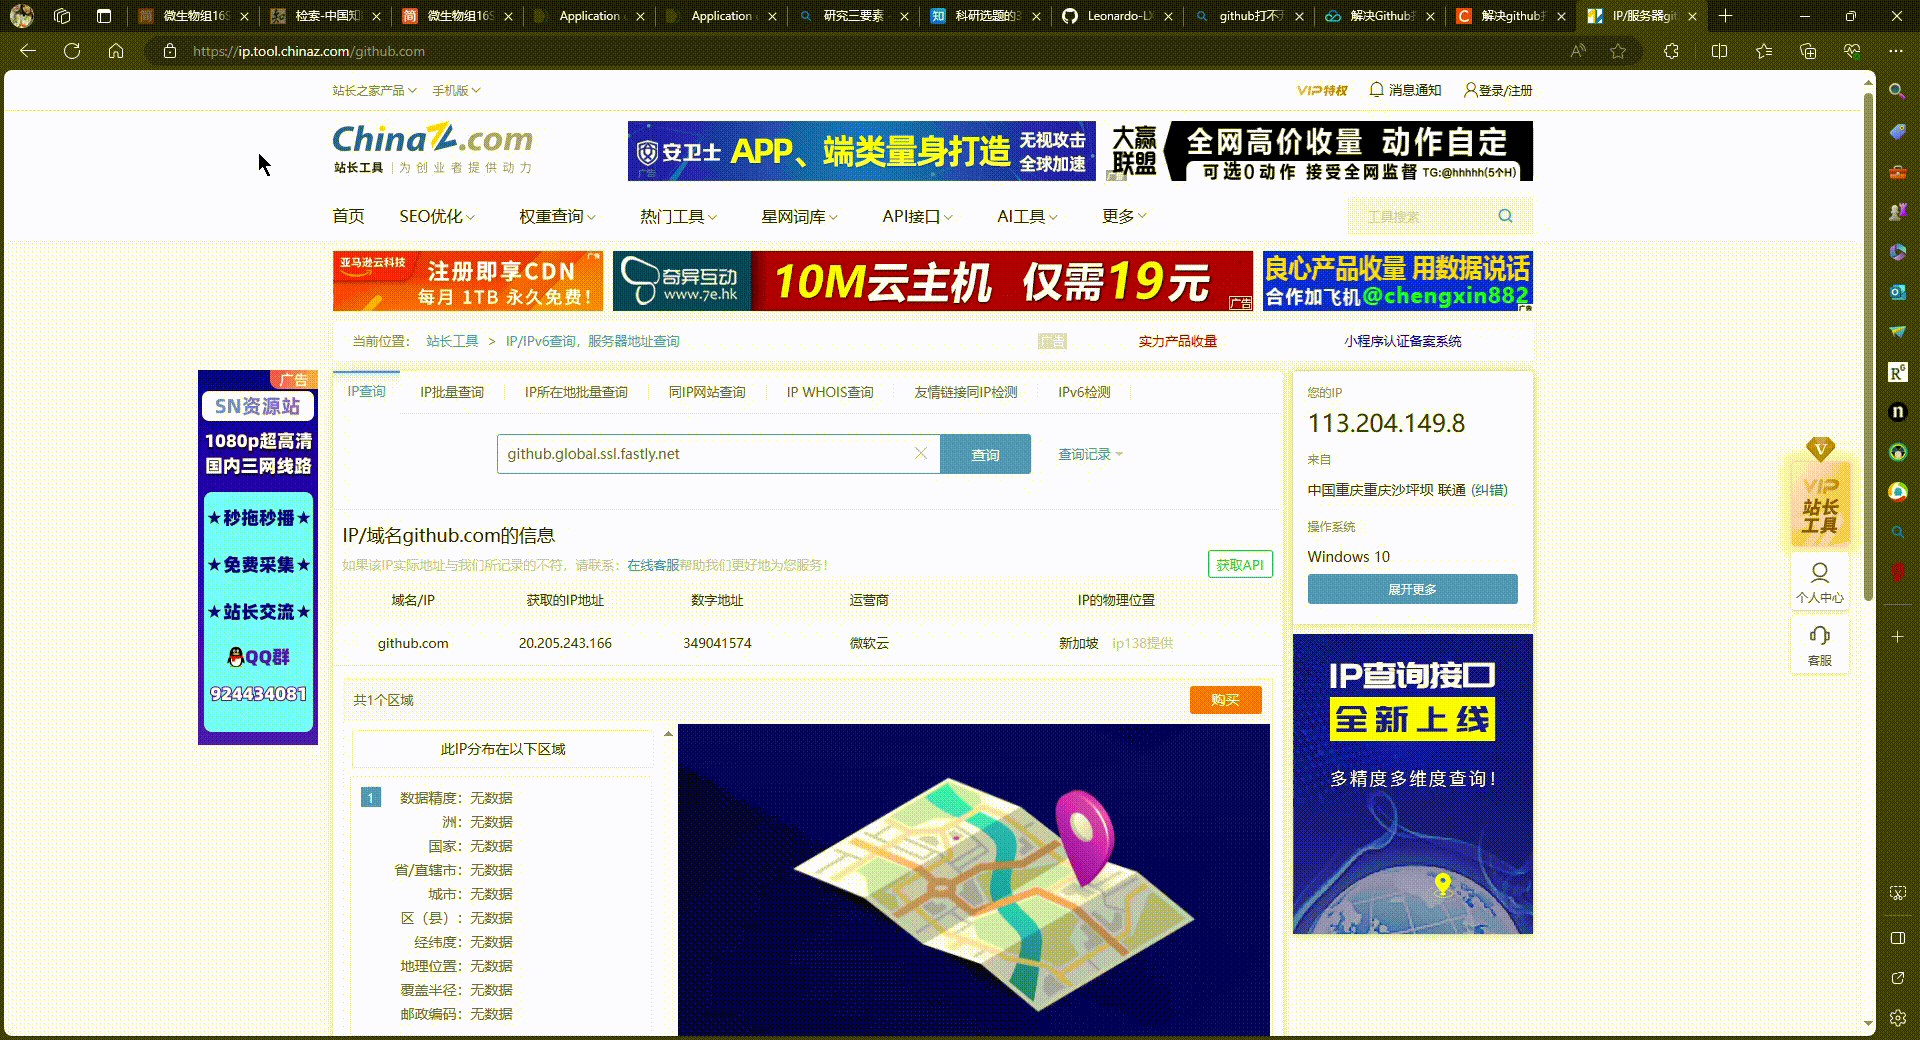 微生物组16S
检索-中国知
微生物组16S
Application
Application
研究三要素
科研选题的3
Leonardo-L
github打不开
解决Github
解决github
IP/服务器git
https://ip.tool.chinaz.com/github.com
站长之家产品
手机版
VIP特权
消息通知
登录/注册
ChinaZ.com
站长工具
为创业者提供动力
安卫士 APP、端类量身打造 无视攻击
全球加速
广告
大赢
联盟
全网高价收量 动作自定
可选0动作 接受全网监督 TG:@hhhhh(5个H)
首页
SEO优化
权重查询
热门工具
星网词库
API接口
AI工具
更多
工具搜索
亚马逊云科技
注册即享CDN
每月 1TB 永久免费!
奇异互动
www.7e.hk
10M云主机 仅需19元
广告
良心产品收量 用数据说话
合作加飞机@chengxin882
当前位置: 站长工具 > IP/IPv6查询, 服务器地址查询
广告
实力产品收量
小程序认证备案系统
广告
SN资源站
1080p超高清
国内三网线路
★秒拖秒播★
★免费采集★
★站长交流★
QQ群
924434081
IP查询
IP批量查询
IP所在地批量查询
同IP网站查询
IP WHOIS查询
友情链接同IP检测
IPv6检测
github.global.ssl.fastly.net
查询
查询记录
IP/域名github.com的信息
如果该IP实际地址与我们所记录的不符, 请联系: 在线客服帮助我们更好地为您服务!
获取API
域名/IP 获取的IP地址 数字地址 运营商 IP的物理位置
github.com 20.205.243.166 349041574 微软云 新加坡 ip138提供
共1个区域
购买
此IP分布在以下区域
1 数据精度: 无数据
洲: 无数据
国家: 无数据
省/直辖市: 无数据
城市: 无数据
区（县）: 无数据
经纬度: 无数据
地理位置: 无数据
覆盖半径: 无数据
邮政编码: 无数据
您的IP
113.204.149.8
来自
中国重庆重庆沙坪坝 联通 (纠错)
操作系统
Windows 10
展开更多
IP查询接口
全新上线
多精度多维度查询!
VIP
站长
工具
个人中心
客服